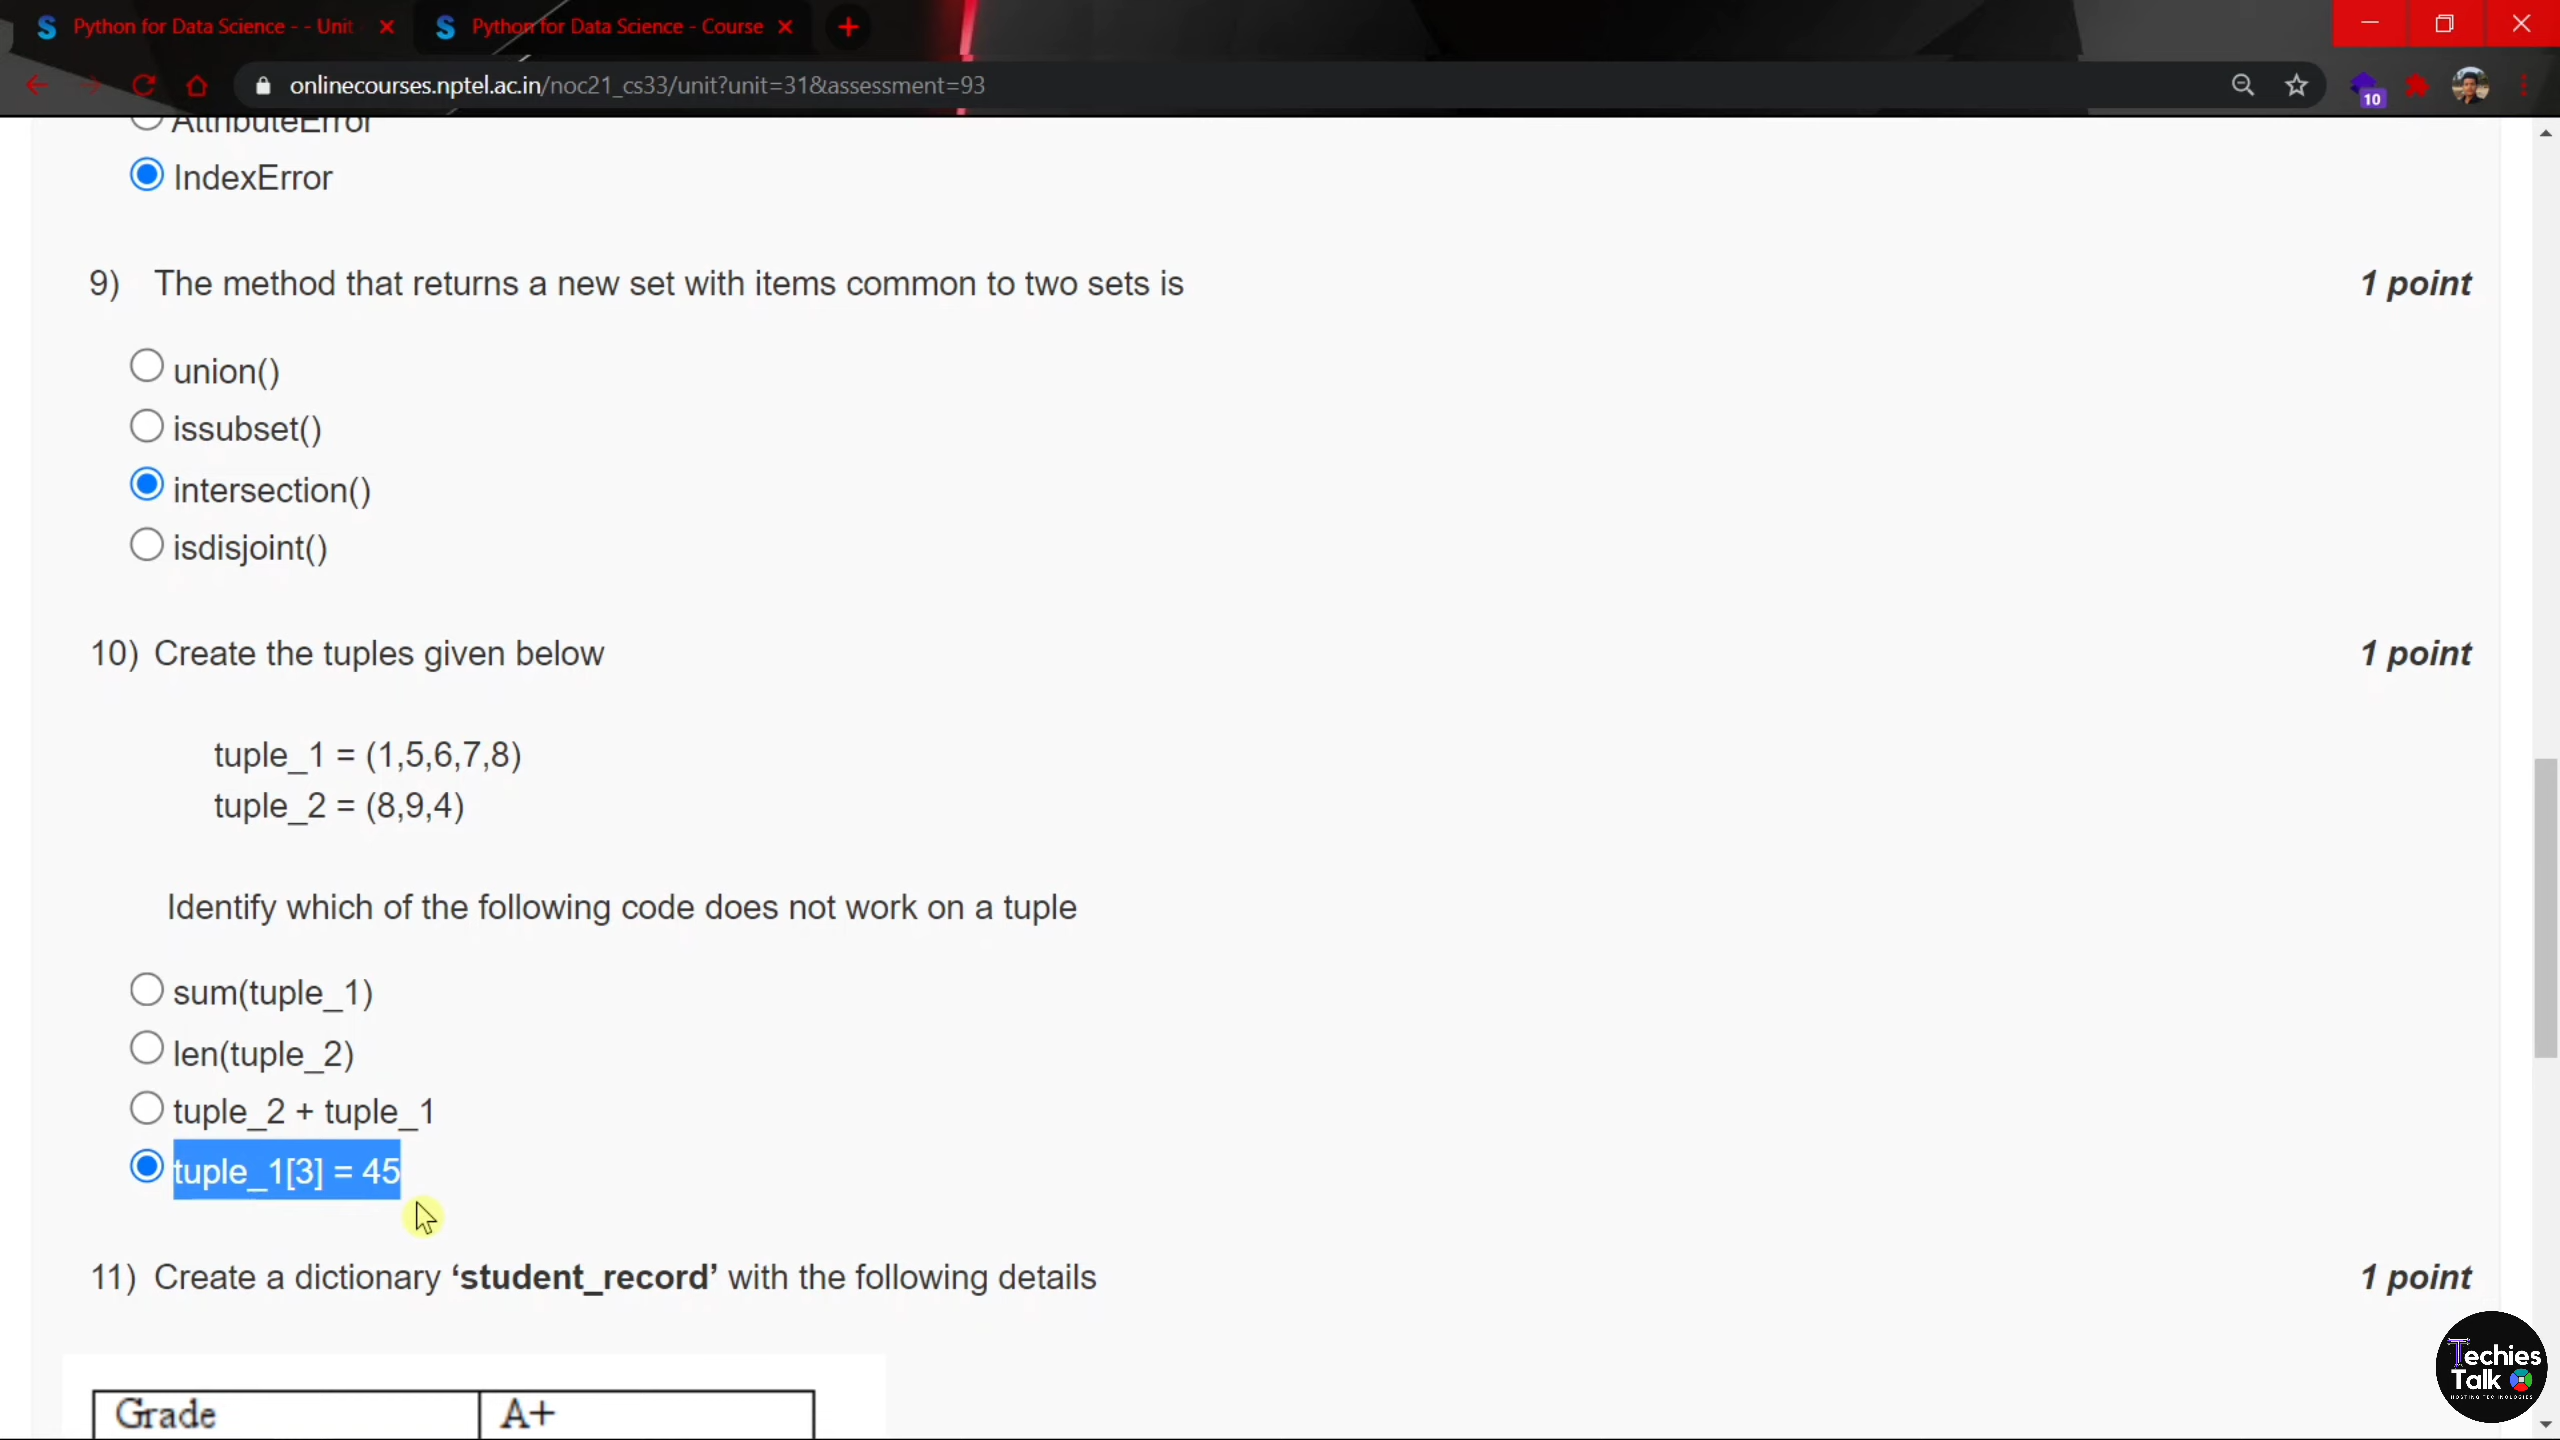 Python for Data Science - - Unit
Python for Data Science - Course
onlinecourses.nptel.ac.in/noc21_cs33/unit?unit=31&assessment=93
10
AttributeError
IndexError
9) The method that returns a new set with items common to two sets is 1 point
union()
issubset()
intersection()
isdisjoint()
10) Create the tuples given below 1 point
tuple_1 = (1,5,6,7,8)
tuple_2 = (8,9,4)
Identify which of the following code does not work on a tuple
sum(tuple_1)
len(tuple_2)
tuple_2 + tuple_1
tuple_1[3] = 45
11) Create a dictionary ‘student_record’ with the following details 1 point
Grade A+
Techies
Talk